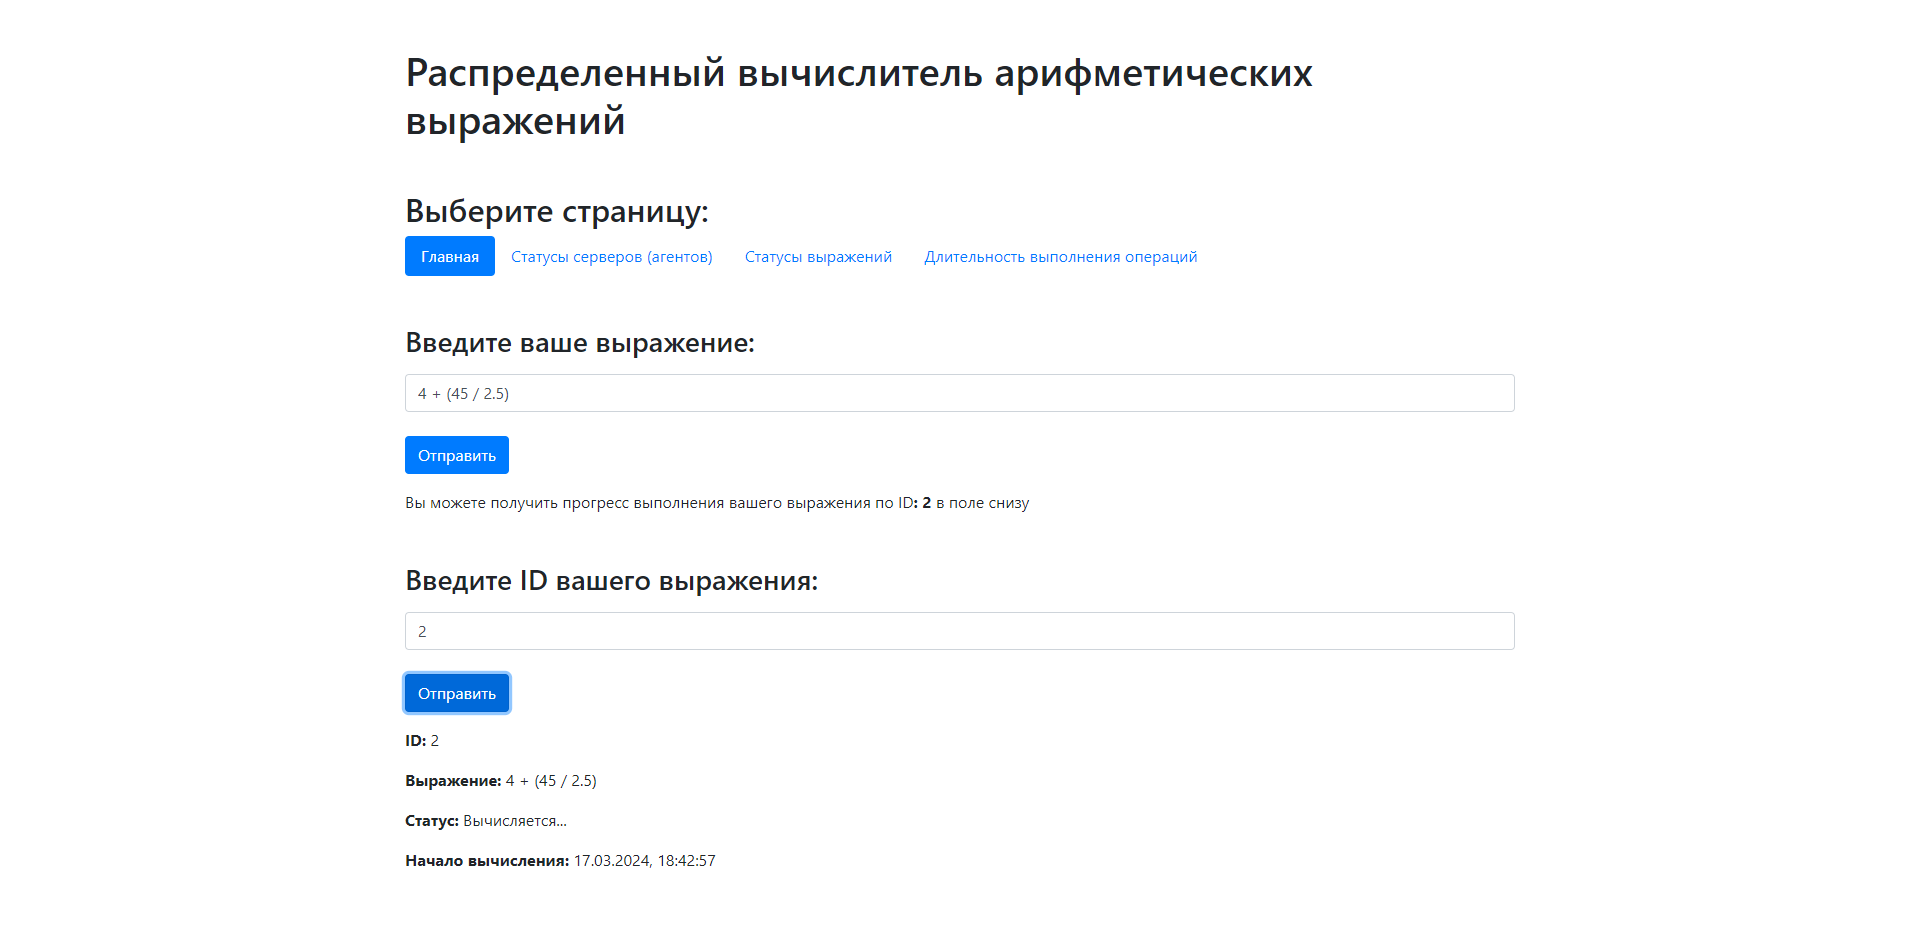 Распределенный вычислитель арифметических
выражений
Выберите страницу:
Главная Статусы серверов (агентов) Статусы выражений Длительность выполнения операций
Введите ваше выражение:
4 + (45 / 2.5)
Отправить
Вы можете получить прогресс выполнения вашего выражения по ID: 2 в поле снизу
Введите ID вашего выражения:
2
Отправить
ID: 2
Выражение: 4 + (45 / 2.5)
Статус: Вычисляется...
Начало вычисления: 17.03.2024, 18:42:57